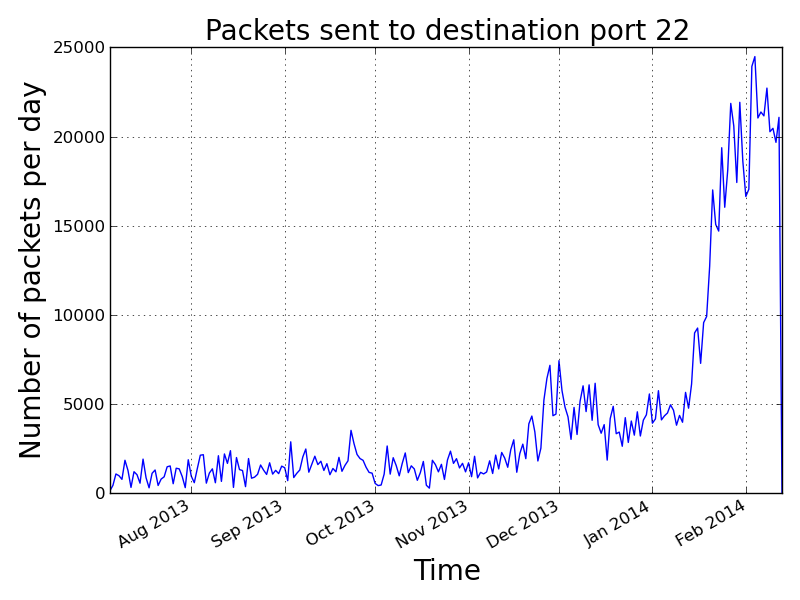 Packets sent to destination port 22
Number of packets per day
25000
20000
15000
10000
5000
0
Aug 2013
Sep 2013
Oct 2013
Nov 2013
Dec 2013
Jan 2014
Feb 2014
Time